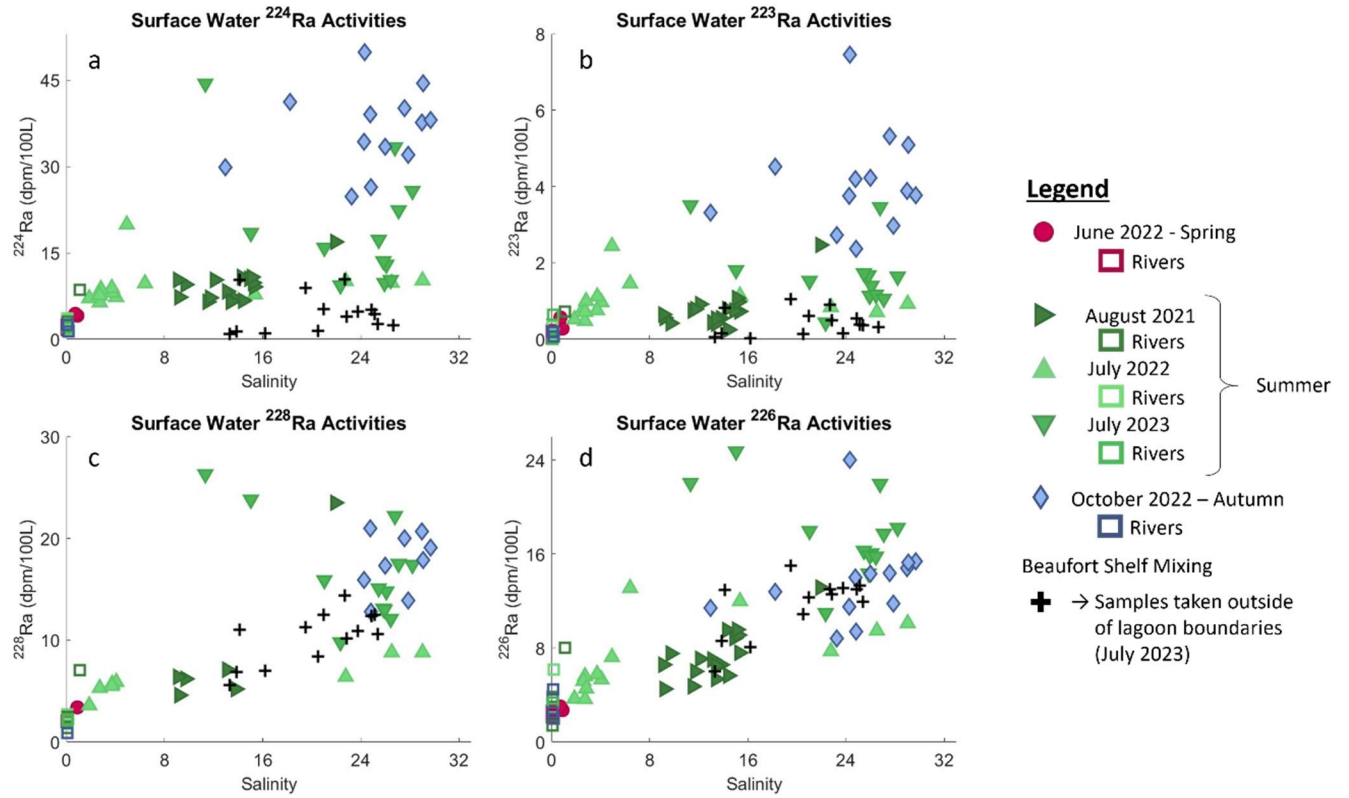 Surface Water ²²⁴Ra Activities
a
²²⁴Ra (dpm/100L)
45
30
15
0
0 8 16 24 32
Salinity
Surface Water ²²³Ra Activities
b
²²³Ra (dpm/100L)
8
6
4
2
0
8 16 24 32
Salinity
Surface Water ²²⁸Ra Activities
c
²²⁸Ra (dpm/100L)
30
20
10
0
0 8 16 24 32
Salinity
Surface Water ²²⁶Ra Activities
d
²²⁶Ra (dpm/100L)
24
16
8
0
0 8 16 24 32
Salinity
Legend
June 2022 - Spring
Rivers
August 2021
Rivers
July 2022
Rivers
July 2023
Rivers
Summer
October 2022 – Autumn
Rivers
Beaufort Shelf Mixing
→ Samples taken outside
of lagoon boundaries
(July 2023)